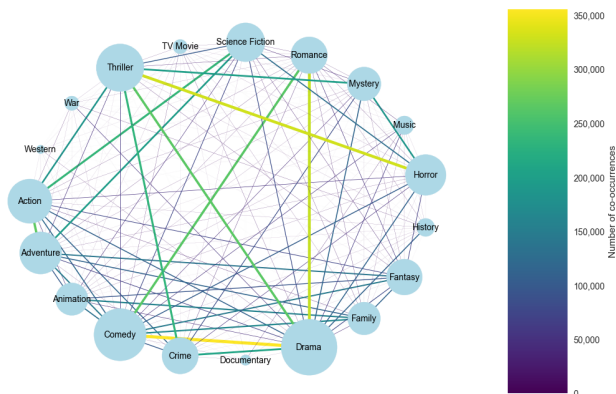 Science Fiction
TV Movie
Romance
Thriller
Mystery
War
Music
Western
Horror
Action
History
Adventure
Fantasy
Animation
Family
Comedy
Drama
Crime
Documentary
350,000
300,000
250,000
200,000
150,000
100,000
50,000
0
Number of co-occurrences